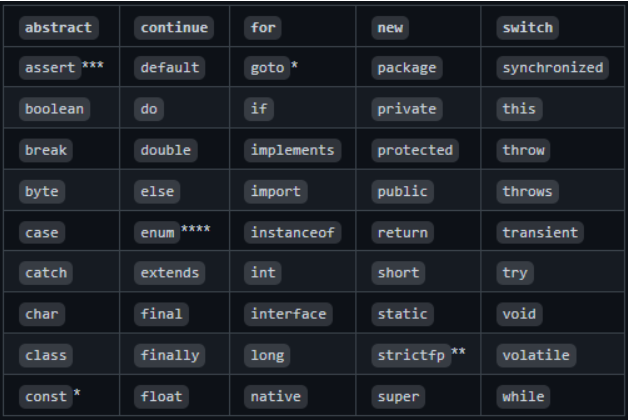 abstract continue for new switch
assert *** default goto * package synchronized
boolean do if private this
break double implements protected throw
byte else import public throws
case enum **** instanceof return transient
catch extends int short try
char final interface static void
class finally long strictfp ** volatile
const * float native super while